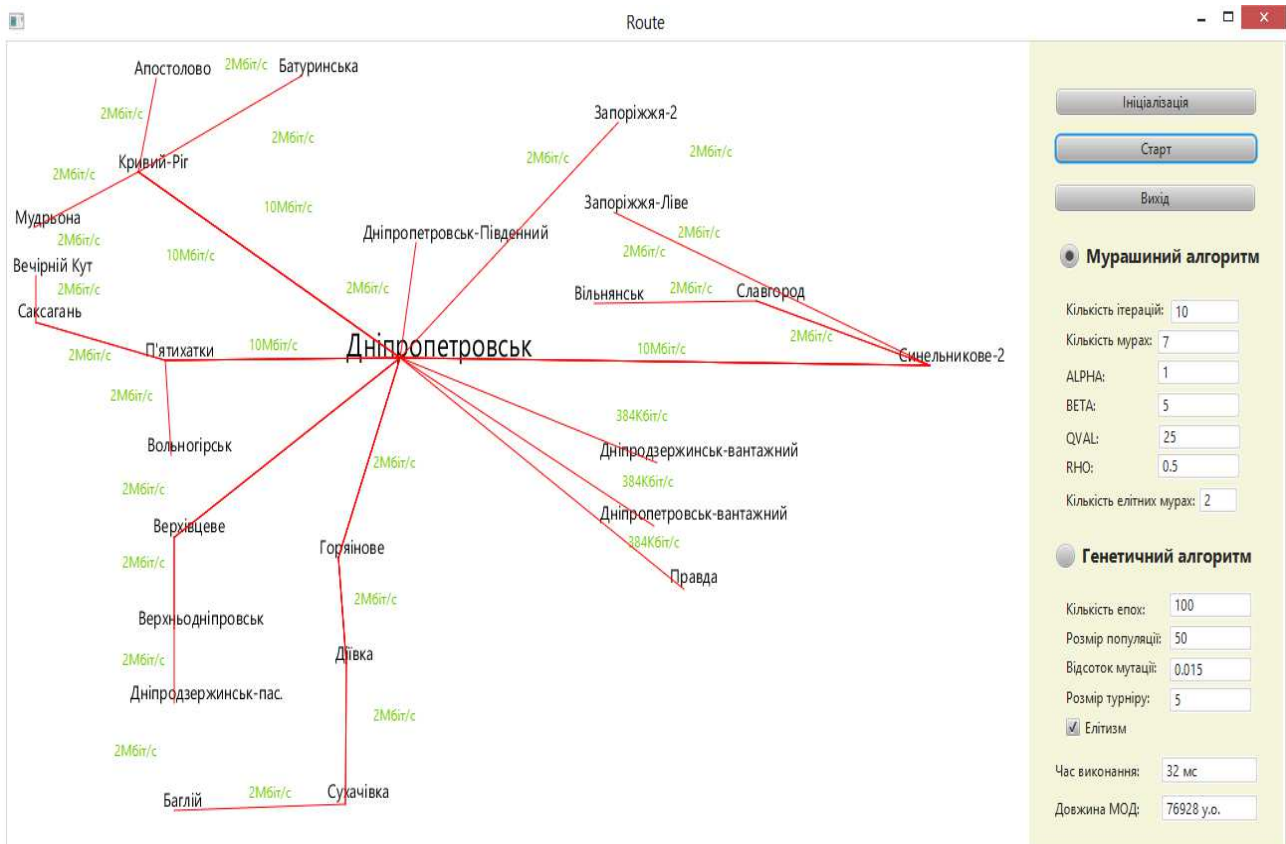 Route
Апостолово
2Мбіт/с
Батуринська
2Мбіт/с
Запоріжжя-2
2Мбіт/с
2Мбіт/с
2Мбіт/с
Кривий-Ріг
2Мбіт/с
Запоріжжя-Ліве
10Мбіт/с
Мудрьона
2Мбіт/с
Дніпропетровськ-Південний
2Мбіт/с
2Мбіт/с
10Мбіт/с
Вечірній Кут
2Мбіт/с
2Мбіт/с
Вільнянськ
2Мбіт/с
Славгород
Саксагань
2Мбіт/с
П'ятихатки
10Мбіт/с
Дніпропетровськ
10Мбіт/с
2Мбіт/с
Синельникове-2
2Мбіт/с
384Кбіт/с
Вольногірськ
2Мбіт/с
Дніпродзержинськ-вантажний
2Мбіт/с
384Кбіт/с
Верхівцеве
Дніпропетровськ-вантажний
Горяінове
384Кбіт/с
2Мбіт/с
Правда
2Мбіт/с
Верхньодніпровськ
2Мбіт/с
Діївка
Дніпродзержинськ-пас.
2Мбіт/с
2Мбіт/с
Баглій
2Мбіт/с
Сухачівка
Ініціалізація
Старт
Вихід
Мурашиний алгоритм
Кількість ітерацій: 10
Кількість мурах: 7
ALPHA: 1
BETA: 5
QVAL: 25
RHO: 0.5
Кількість елітних мурах: 2
Генетичний алгоритм
Кількість епох: 100
Розмір популяції: 50
Відсоток мутації: 0.015
Розмір турніру: 5
Елітизм
Час виконання: 32 мс
Довжина МОД: 76928 у.о.